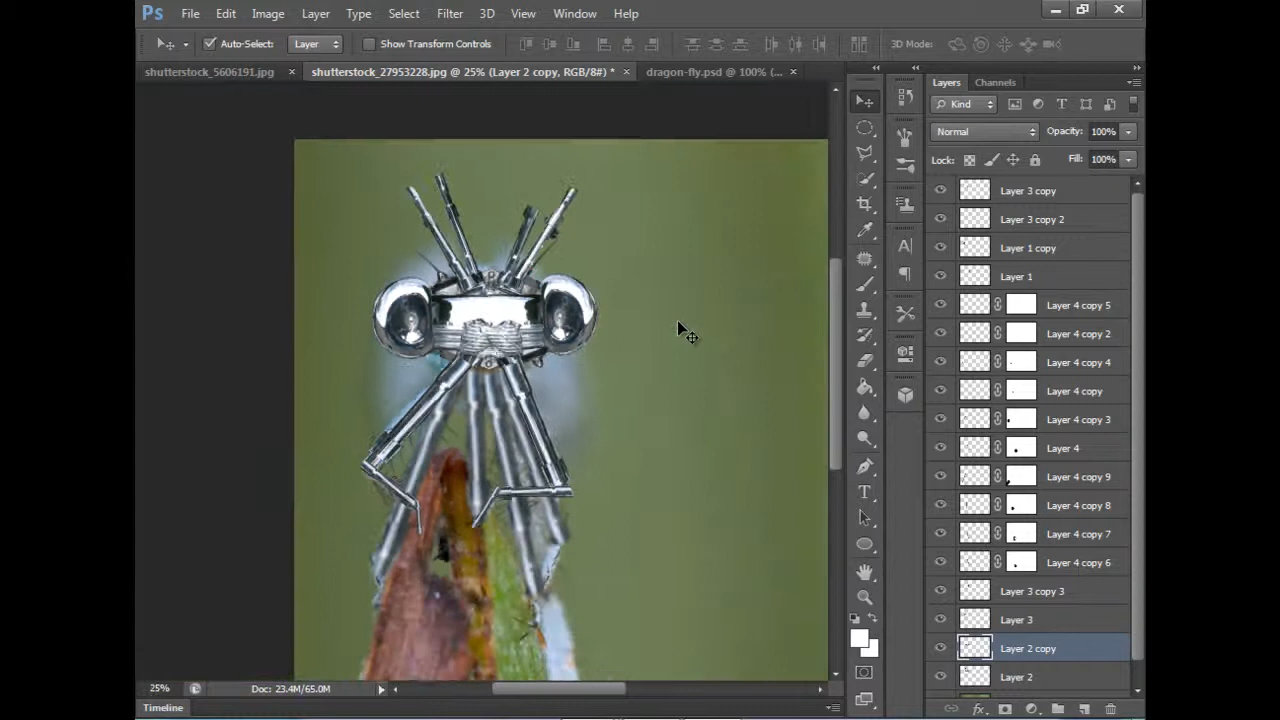 Ps File Edit Image Layer Type Select Filter 3D View Window Help
Auto-Select: Layer Show Transform Controls 3D Mode:
shutterstock_5606191.jpg × shutterstock_27953228.jpg @ 25% (Layer 2 copy, RGB/8#) * × dragon-fly.psd @ 100% (... ×
Layers Channels
Kind
Normal Opacity: 100%
Lock: Fill: 100%
Layer 3 copy
Layer 3 copy 2
Layer 1 copy
Layer 1
Layer 4 copy 5
Layer 4 copy 2
Layer 4 copy 4
Layer 4 copy
Layer 4 copy 3
Layer 4
Layer 4 copy 9
Layer 4 copy 8
Layer 4 copy 7
Layer 4 copy 6
Layer 3 copy 3
Layer 3
Layer 2 copy
Layer 2
25% Doc: 23.4M/65.0M
fx
Timeline